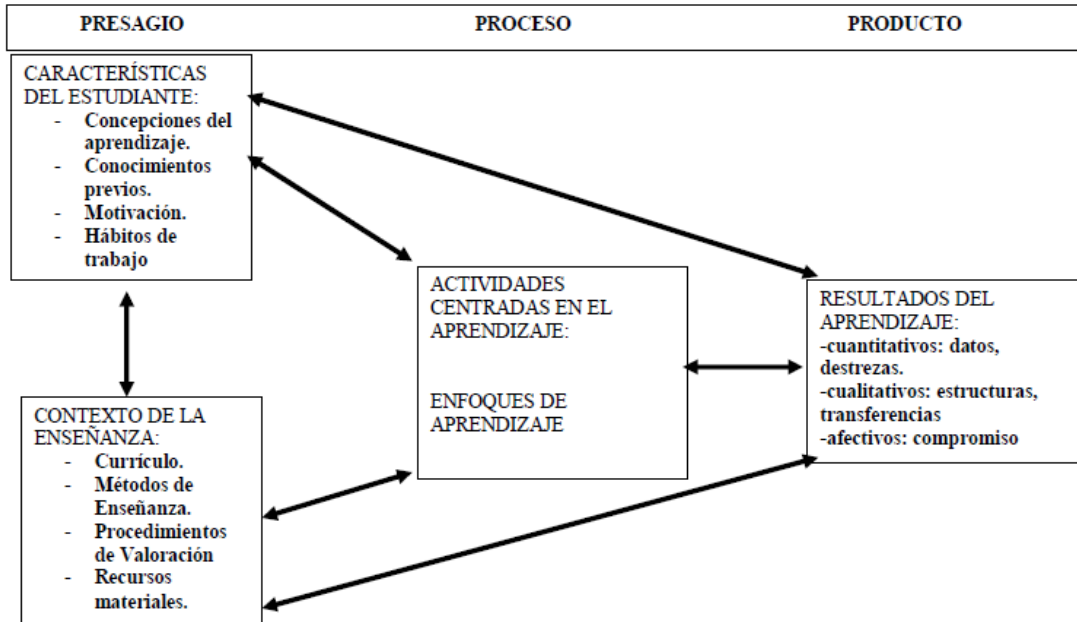 PRESAGIO PROCESO PRODUCTO
CARACTERÍSTICAS
DEL ESTUDIANTE:
- Concepciones del
aprendizaje.
- Conocimientos
previos.
- Motivación.
- Hábitos de
trabajo
ACTIVIDADES
CENTRADAS EN EL
APRENDIZAJE:
ENFOQUES DE
APRENDIZAJE
RESULTADOS DEL
APRENDIZAJE:
-cuantitativos: datos,
destrezas.
-cualitativos: estructuras,
transferencias
-afectivos: compromiso
CONTEXTO DE LA
ENSEÑANZA:
- Currículo.
- Métodos de
Enseñanza.
- Procedimientos
de Valoración
- Recursos
materiales.